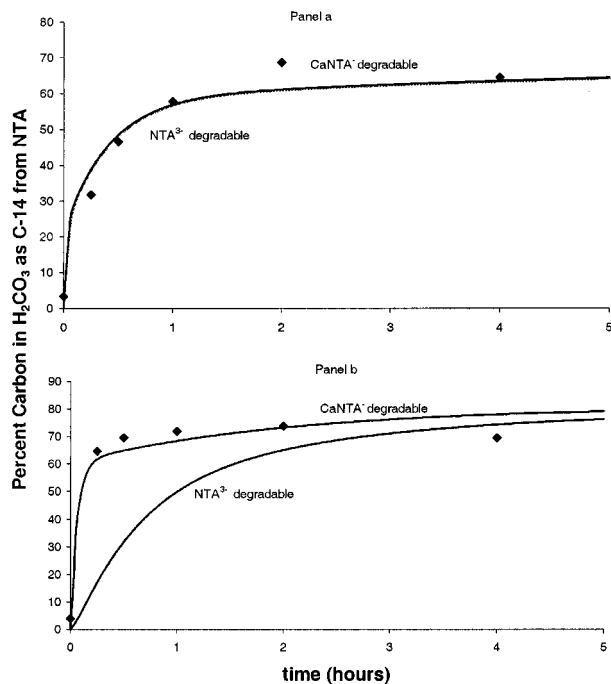 Panel a
80
70
60
50
40
30
20
10
0
CaNTA⁻ degradable
NTA³⁻ degradable
0 1 2 3 4 5
Percent Carbon in H₂CO₃ as C-14 from NTA
Panel b
90
80
70
60
50
40
30
20
10
0
CaNTA⁻ degradable
NTA³⁻ degradable
0 1 2 3 4 5
time (hours)